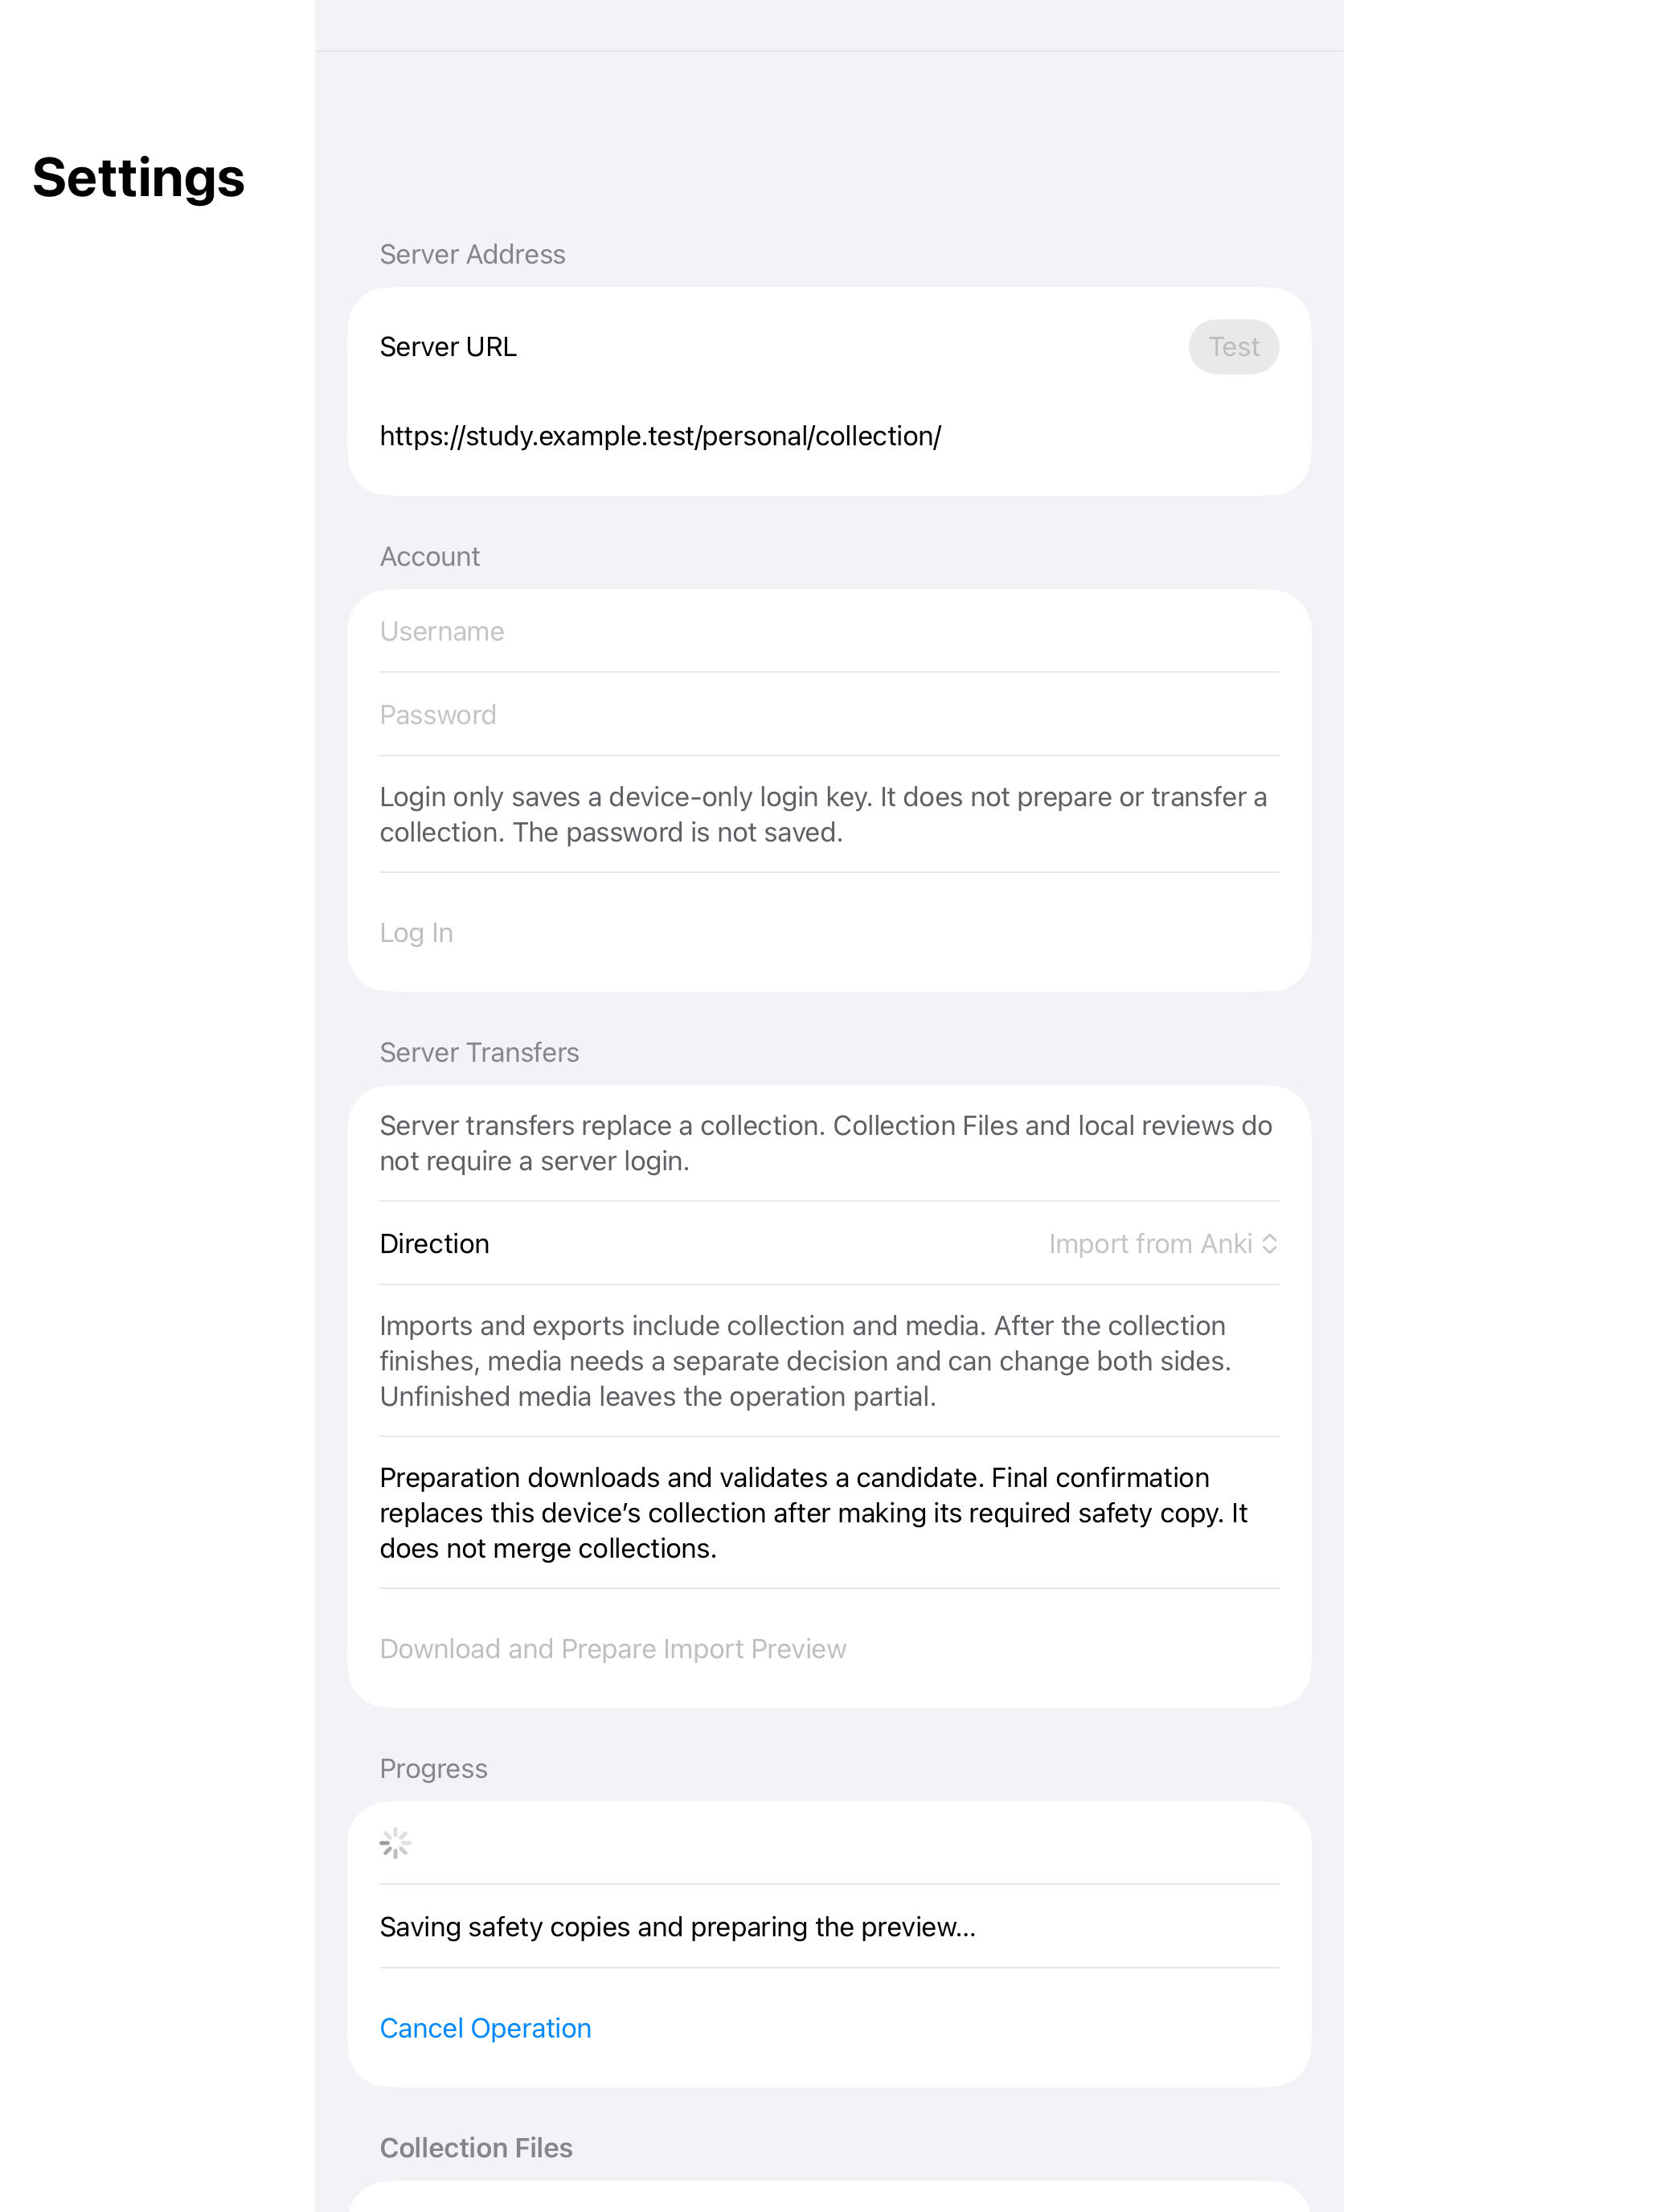 Settings
Server Address
Server URL
Test
https://study.example.test/personal/collection/
Account
Username
Password
Login only saves a device-only login key. It does not prepare or transfer a
collection. The password is not saved.
Log In
Server Transfers
Server transfers replace a collection. Collection Files and local reviews do
not require a server login.
Direction
Import from Anki
Imports and exports include collection and media. After the collection
finishes, media needs a separate decision and can change both sides.
Unfinished media leaves the operation partial.
Preparation downloads and validates a candidate. Final confirmation
replaces this device’s collection after making its required safety copy. It
does not merge collections.
Download and Prepare Import Preview
Progress
Saving safety copies and preparing the preview...
Cancel Operation
Collection Files